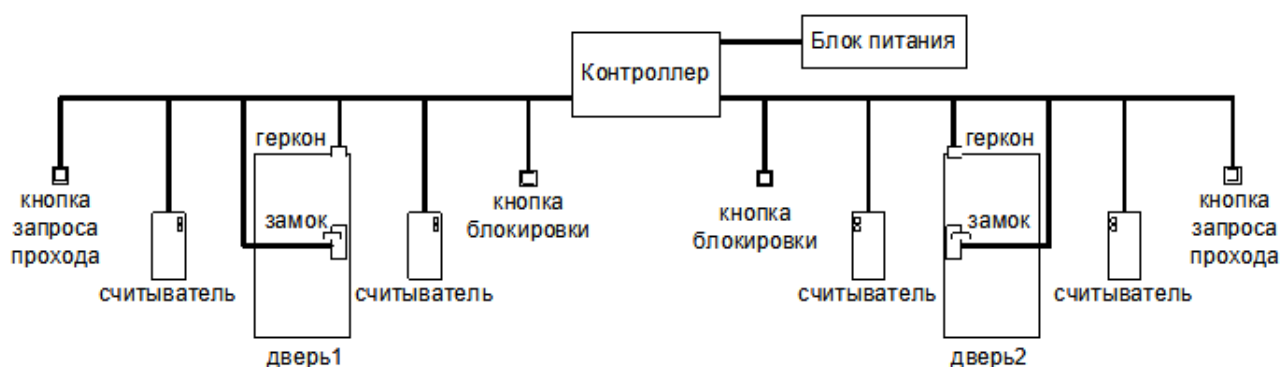 Блок питания
Контроллер
геркон
геркон
кнопка
запроса
прохода
замок
кнопка
блокировки
кнопка
блокировки
замок
кнопка
запроса
прохода
считыватель
считыватель
считыватель
считыватель
дверь1
дверь2